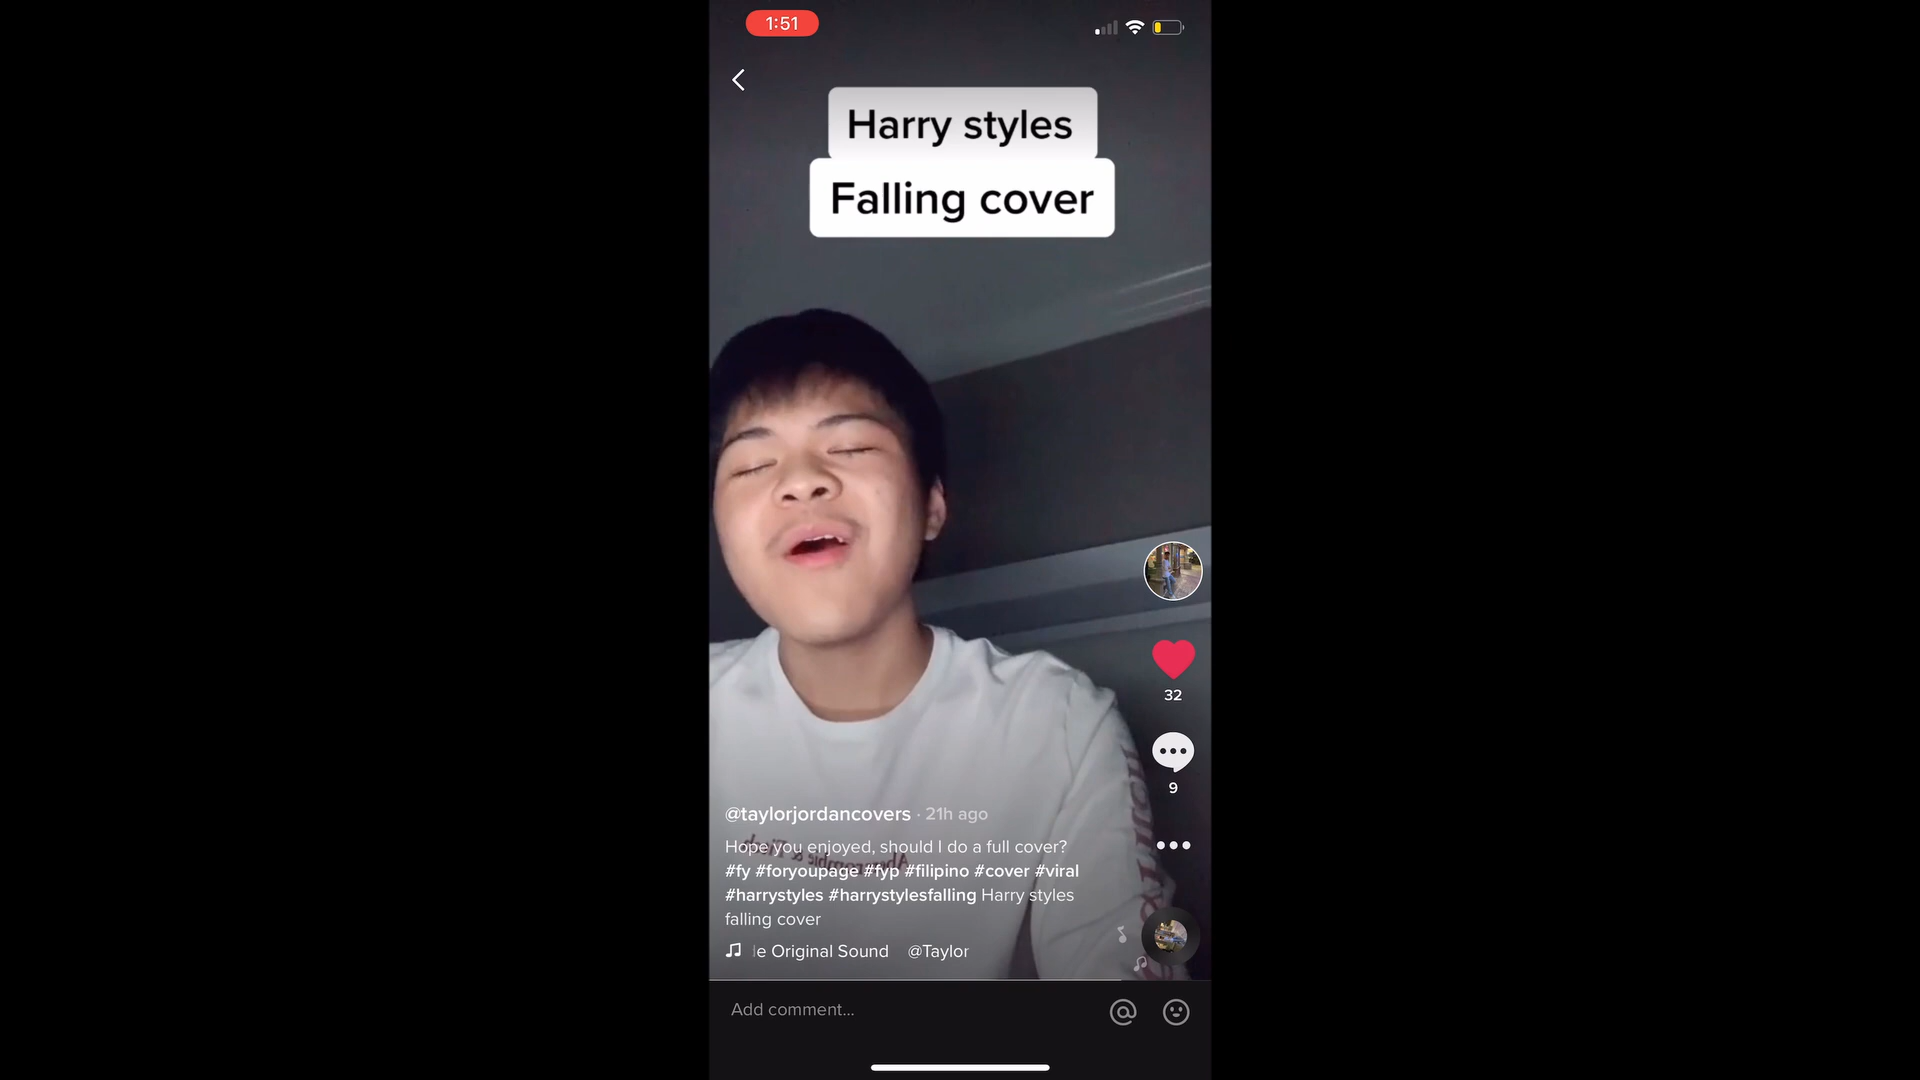 1:51
Harry styles
Falling cover
32
9
@taylorjordancovers · 21h ago
Hope you enjoyed, should I do a full cover?
#fy #foryoupage #fyp #filipino #cover #viral
#harrystyles #harrystylesfalling Harry styles
falling cover
le Original Sound @Taylor
Add comment...